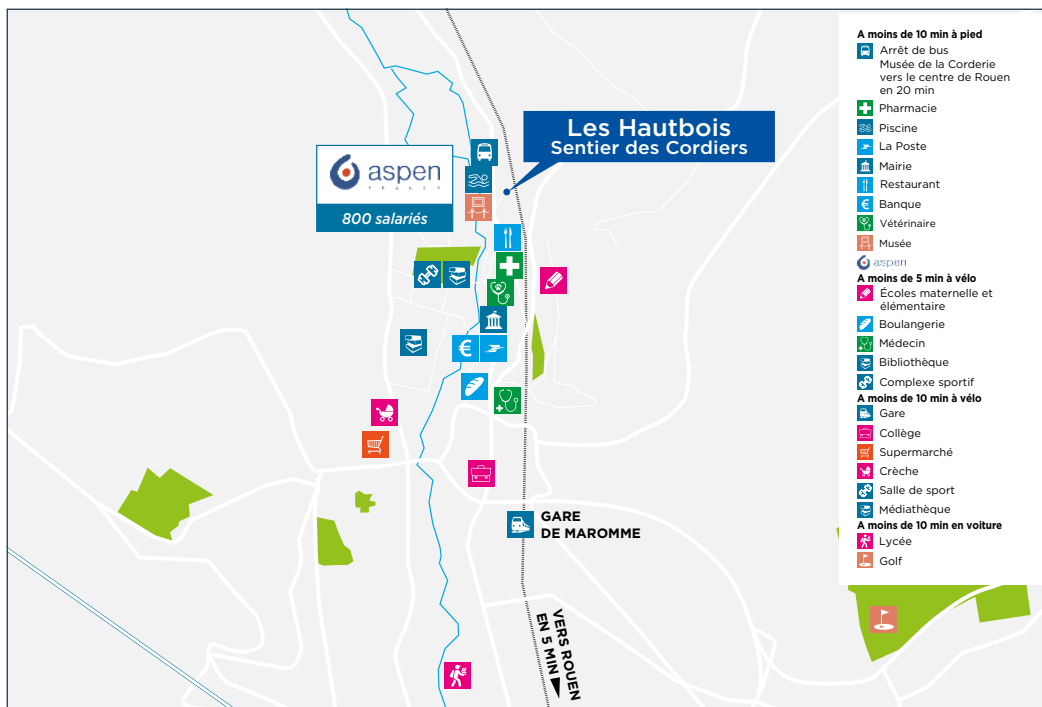 Les Hautbois
Sentier des Cordiers
aspen
FRANCE
800 salariés
€
GARE
DE MAROMME
VERS ROUEN
EN 5 MIN
A moins de 10 min à pied
Arrêt de bus
Musée de la Corderie
vers le centre de Rouen
en 20 min
Pharmacie
Piscine
La Poste
Mairie
Restaurant
€ Banque
Vétérinaire
Musée
aspen
A moins de 5 min à vélo
Écoles maternelle et
élémentaire
Boulangerie
Médecin
Bibliothèque
Complexe sportif
A moins de 10 min à vélo
Gare
Collège
Supermarché
Crèche
Salle de sport
Médiathèque
A moins de 10 min en voiture
Lycée
Golf